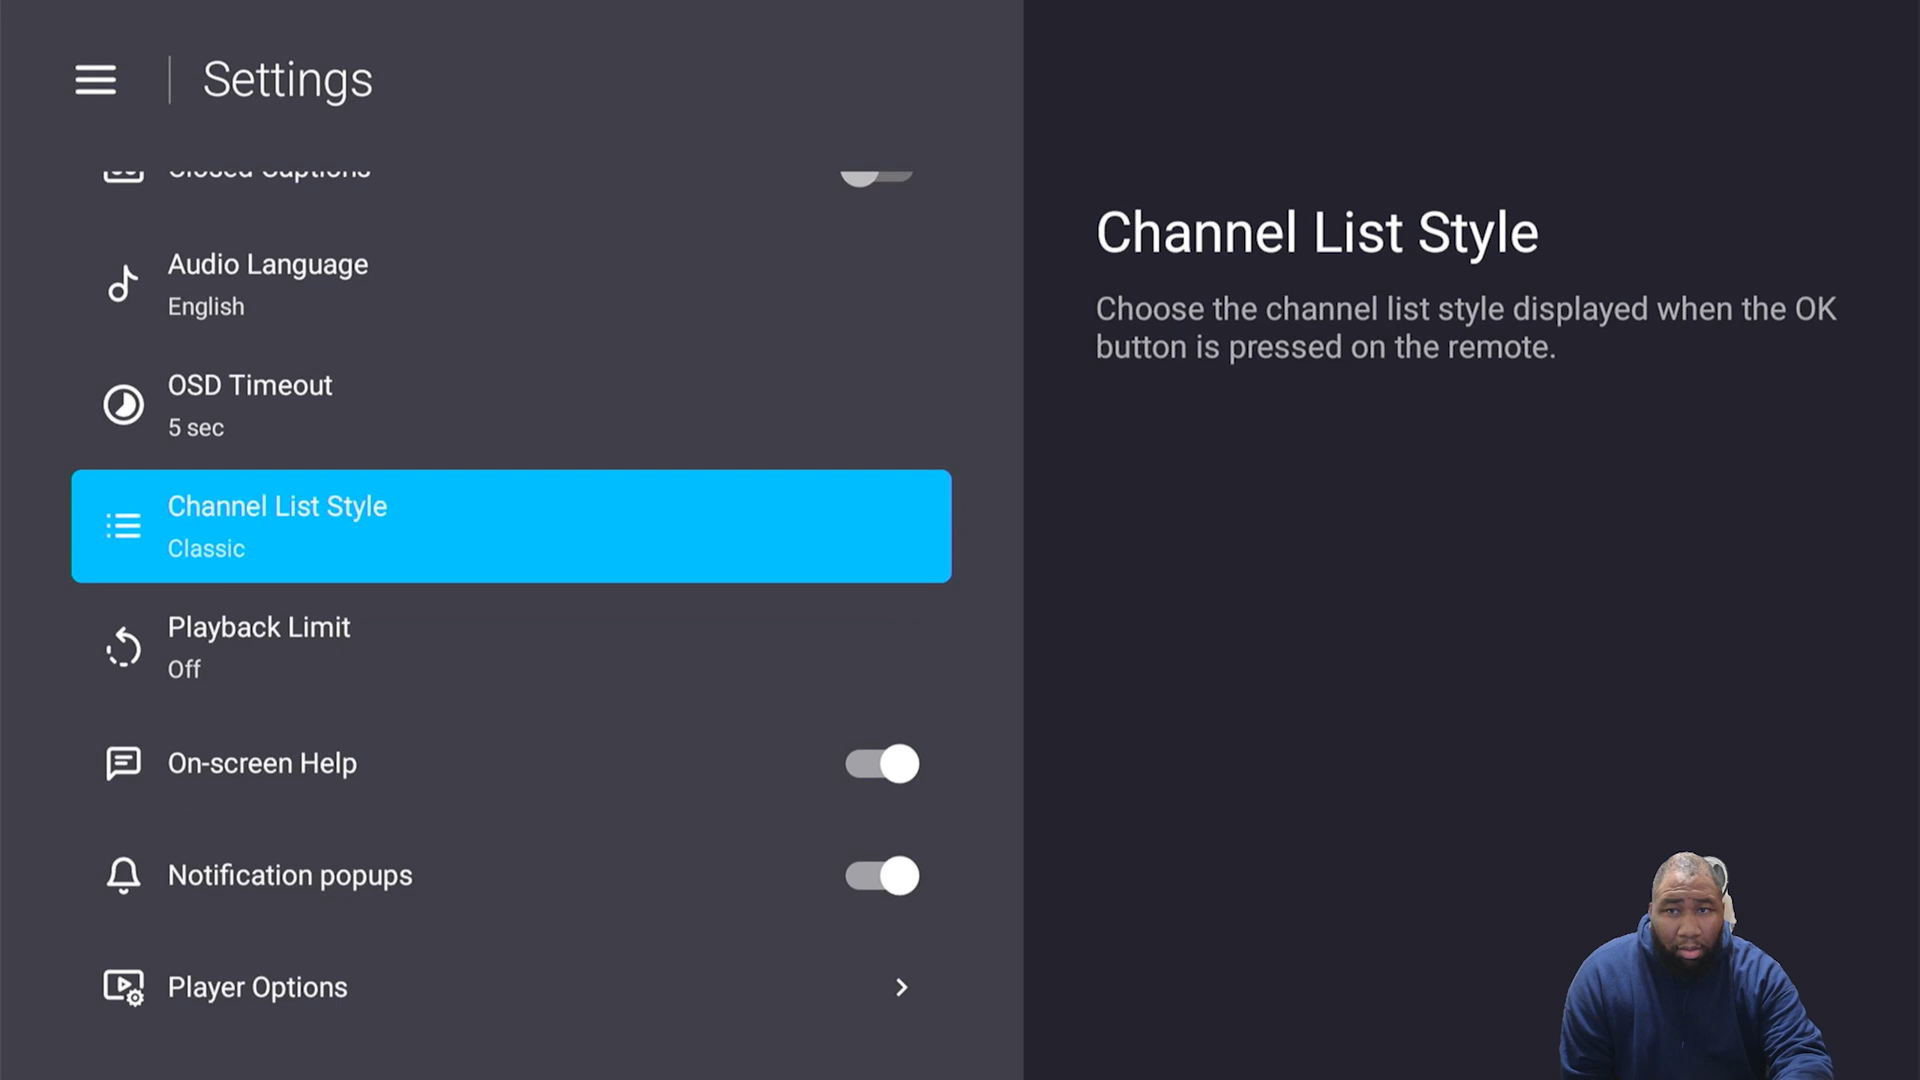 Settings
Closed Captions
Audio Language
English
OSD Timeout
5 sec
Channel List Style
Classic
Playback Limit
Off
On-screen Help
Notification popups
Player Options
Channel List Style
Choose the channel list style displayed when the OK
button is pressed on the remote.